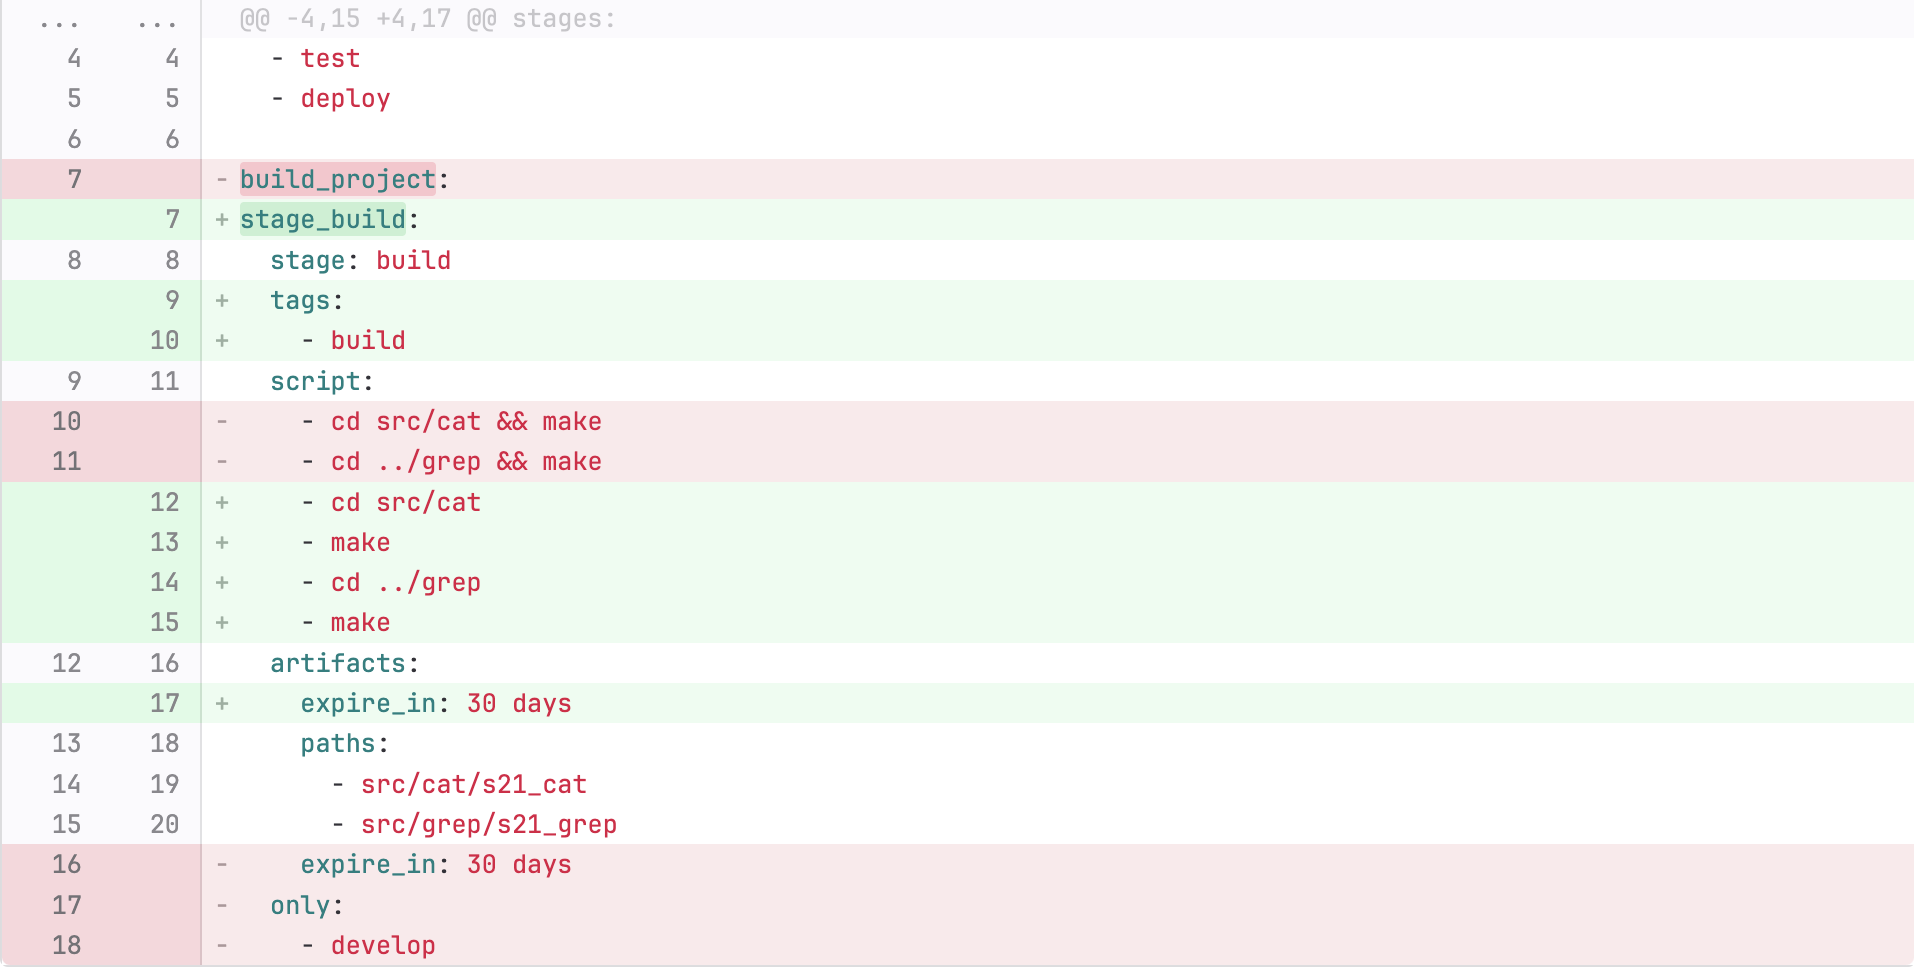 ... ... @@ -4,15 +4,17 @@ stages:
4 4 - test
5 5 - deploy
6 6
7 - build_project:
7 + stage_build:
8 8 stage: build
9 + tags:
10 + - build
9 11 script:
10 - - cd src/cat && make
11 - - cd ../grep && make
12 + - cd src/cat
13 + - make
14 + - cd ../grep
15 + - make
12 16 artifacts:
17 + expire_in: 30 days
13 18 paths:
14 19 - src/cat/s21_cat
15 20 - src/grep/s21_grep
16 - expire_in: 30 days
17 - only:
18 - - develop